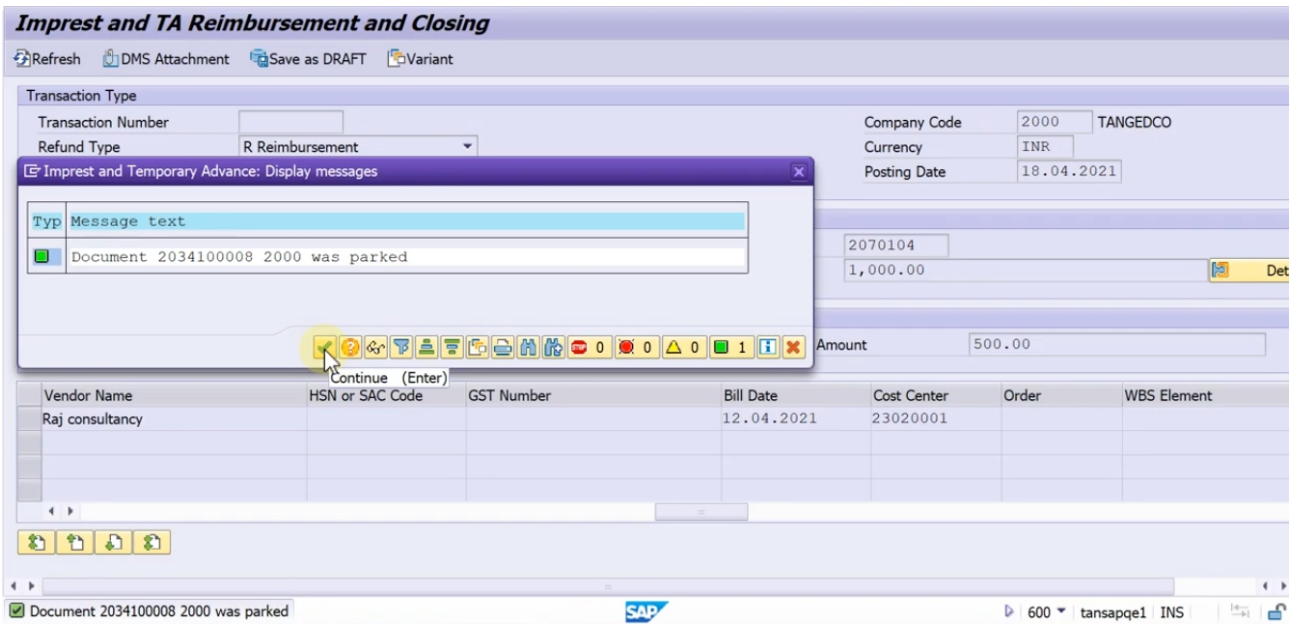 Imprest and TA Reimbursement and Closing
Refresh DMS Attachment Save as DRAFT Variant
Transaction Type
Transaction Number Company Code 2000 TANGEDCO
Refund Type R Reimbursement Currency INR
Imprest and Temporary Advance: Display messages Posting Date 18.04.2021
Typ Message text
2070104
Document 2034100008 2000 was parked
1,000.00 Det
STOP 0 0 0 1 Amount 500.00
Continue (Enter)
Vendor Name HSN or SAC Code GST Number Bill Date Cost Center Order WBS Element
Raj consultancy 12.04.2021 23020001
Document 2034100008 2000 was parked SAP 600 tansapqe1 INS